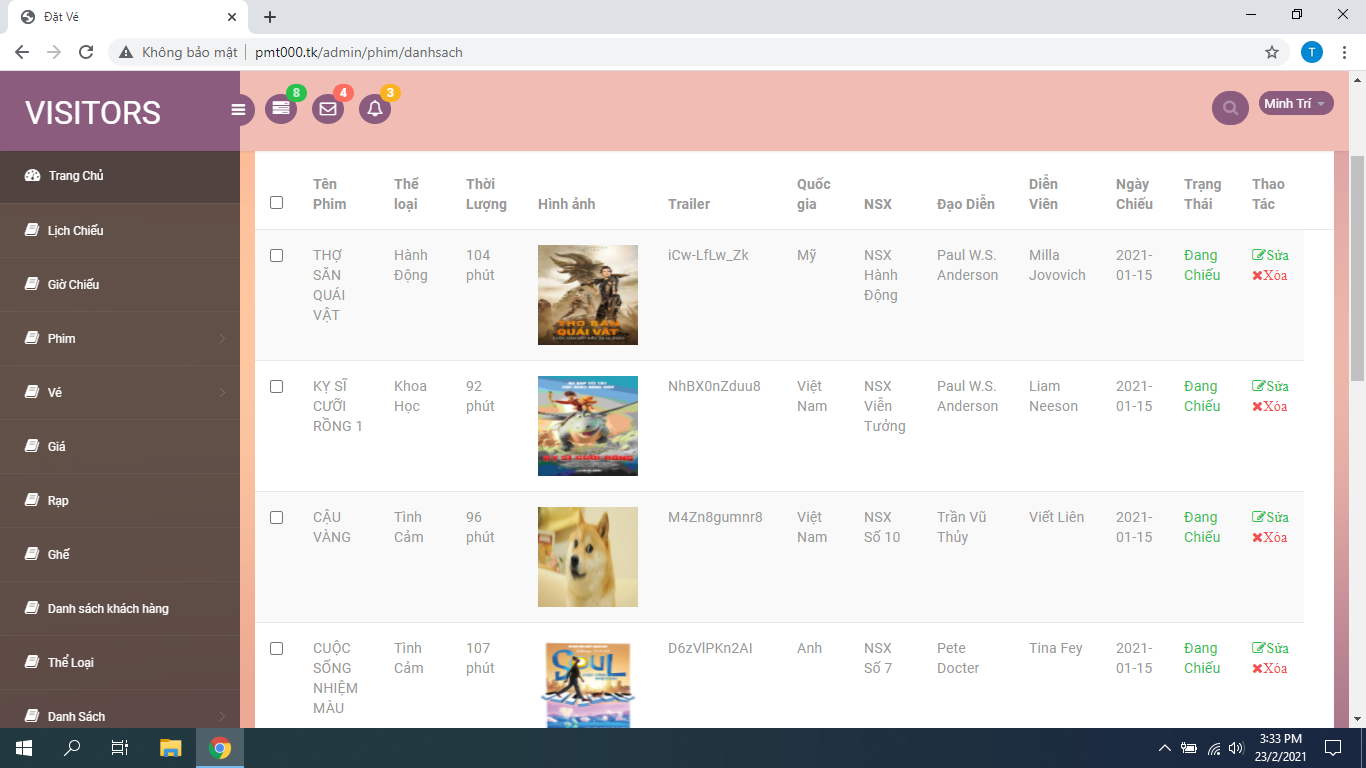 Đặt Vé
Không bảo mật
pmt000.tk/admin/phim/danhsach
T
VISITORS
8
4
3
Minh Trí
Trang Chủ
Lịch Chiếu
Giờ Chiếu
Phim
Vé
Giá
Rạp
Ghế
Danh sách khách hàng
Thể Loại
Danh Sách
Tên
Phim
Thể
loại
Thời
Lượng
Hình ảnh
Trailer
Quốc
gia
NSX
Đạo Diễn
Diễn
Viên
Ngày
Chiếu
Trạng
Thái
Thao
Tác
THỢ
SĂN
QUÁI
VẬT
Hành
Động
104
phút
THỢ SĂN
QUÁI VẬT
iCw-LfLw_Zk
Mỹ
NSX
Hành
Động
Paul W.S.
Anderson
Milla
Jovovich
2021-
01-15
Đang
Chiếu
Sửa
Xóa
KỴ SĨ
CƯỠI
RỒNG 1
Khoa
Học
92
phút
KỴ SĨ CƯỠI RỒNG
NhBX0nZduu8
Việt
Nam
NSX
Viễn
Tưởng
Paul W.S.
Anderson
Liam
Neeson
2021-
01-15
Đang
Chiếu
Sửa
Xóa
CẬU
VÀNG
Tình
Cảm
96
phút
M4Zn8gumnr8
Việt
Nam
NSX
Số 10
Trần Vũ
Thủy
Viết Liên
2021-
01-15
Đang
Chiếu
Sửa
Xóa
CUỘC
SỐNG
NHIỆM
MÀU
Tình
Cảm
107
phút
SOUL
D6zVlPKn2AI
Anh
NSX
Số 7
Pete
Docter
Tina Fey
2021-
01-15
Đang
Chiếu
Sửa
Xóa
3:33 PM
23/2/2021